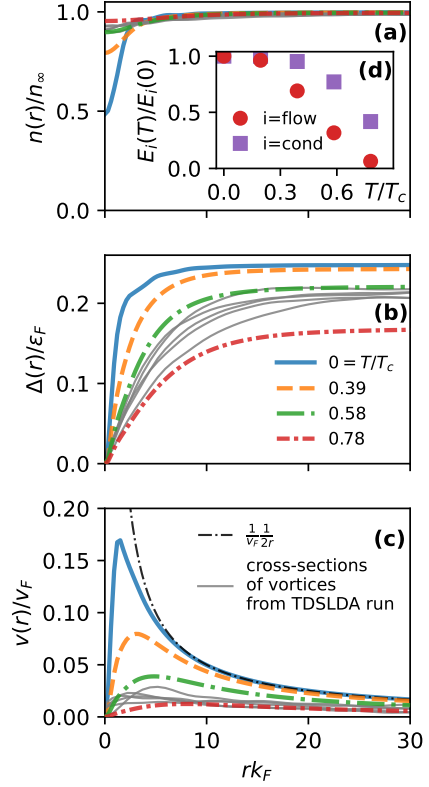 (a)
n(r)/n∞
1.0
0.5
0.0
(d)
E_i(T)/E_i(0)
1.0
0.5
0.0
i=flow
i=cond
0.0 0.3 0.6 T/T_c
(b)
Δ(r)/ε_F
0.2
0.1
0.0
0 = T/T_c
0.39
0.58
0.78
(c)
v(r)/v_F
0.20
0.15
0.10
0.05
0.00
1/v_F 1/2r
cross-sections
of vortices
from TDSLDA run
0 10 20 30
rk_F